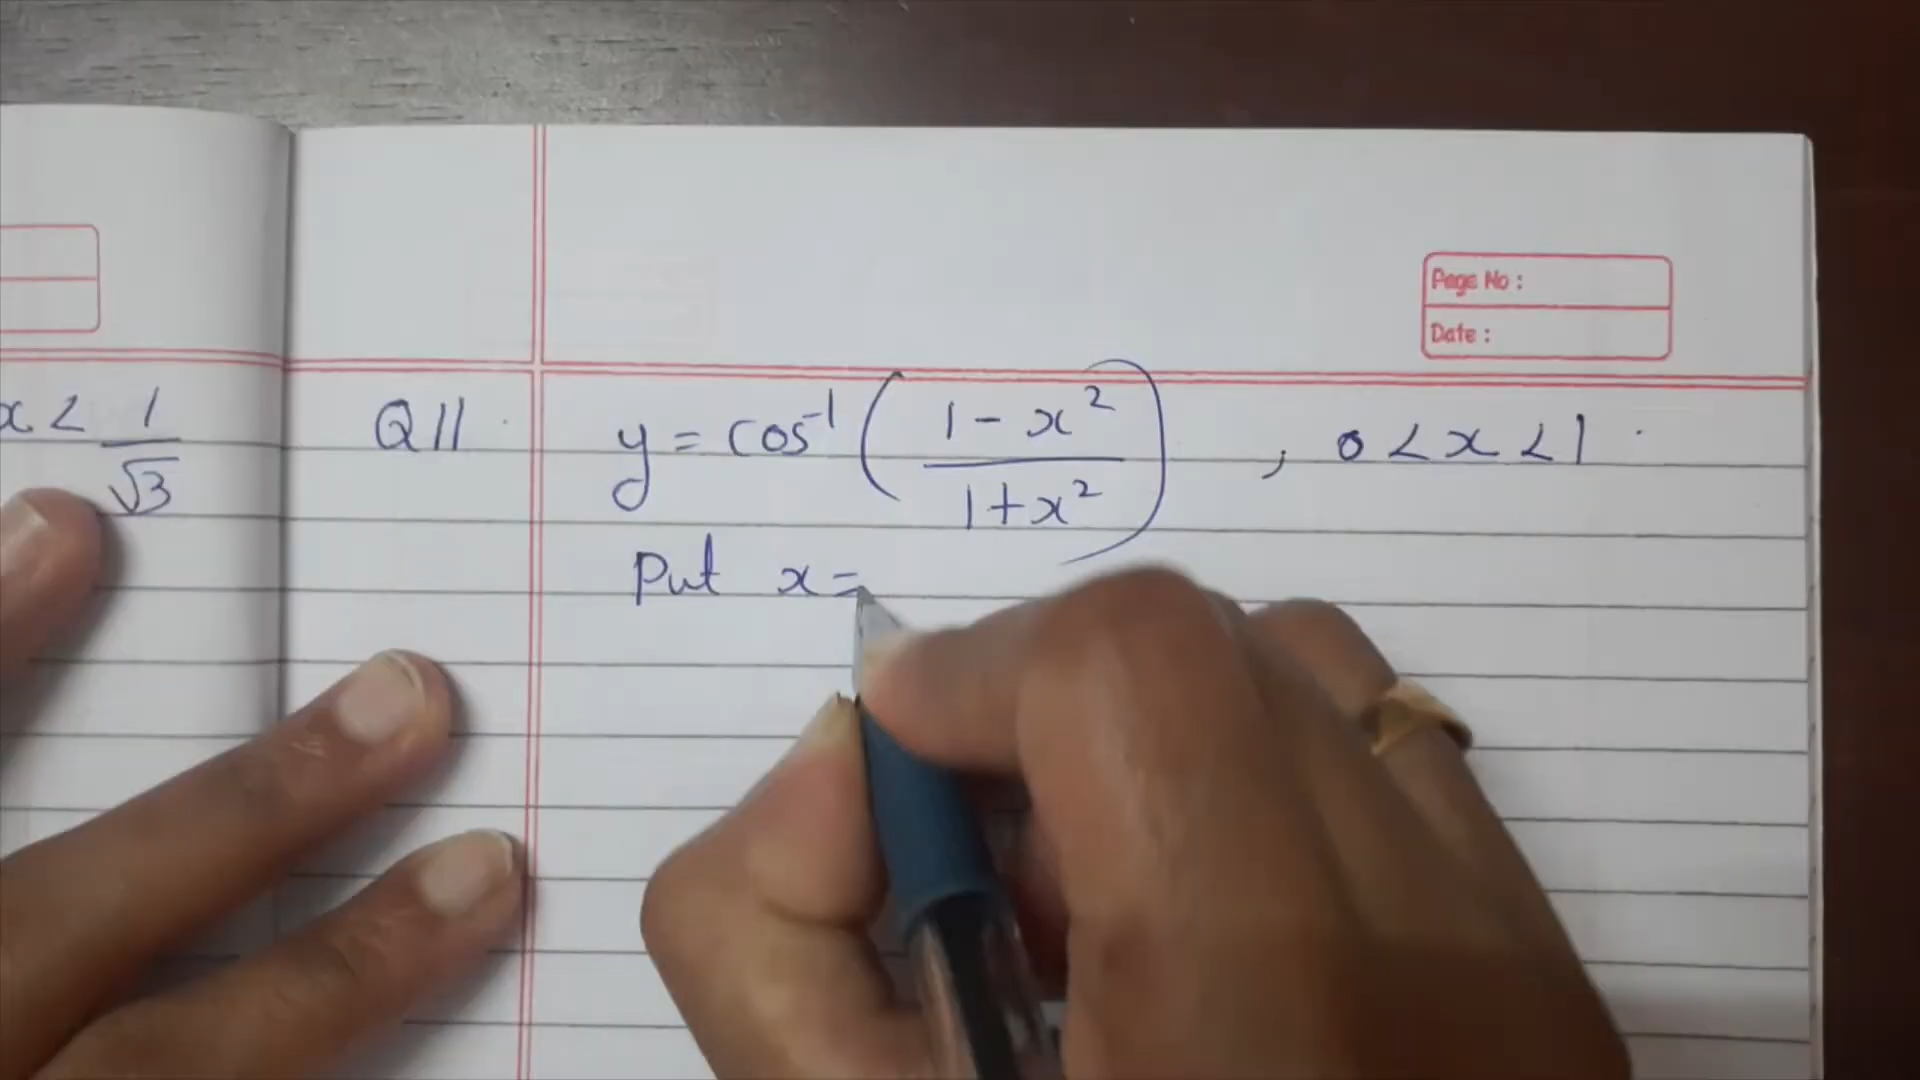 Page No :
Date :
x < 1/√3
Q11. y = cos⁻¹ ( (1 - x²) / (1 + x²) ) , 0 < x < 1 .
Put x =